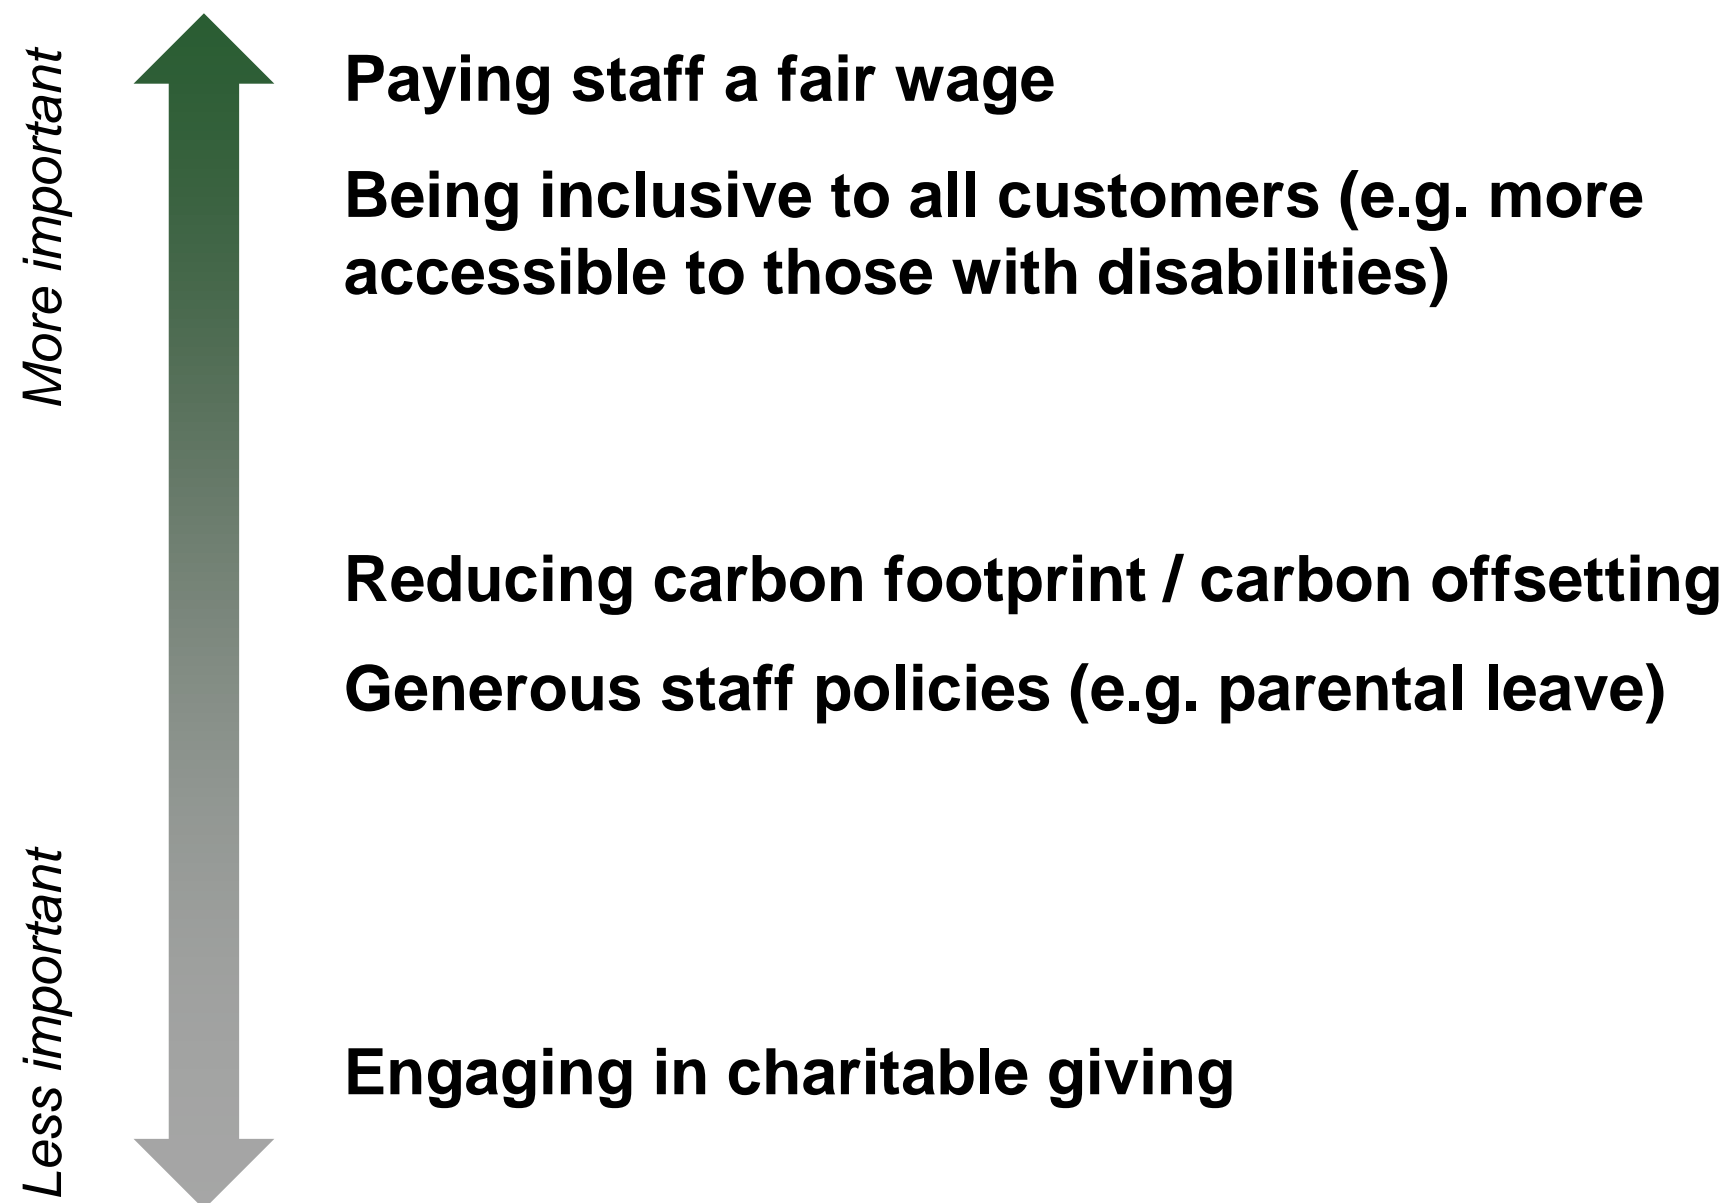 More important
Paying staff a fair wage
Being inclusive to all customers (e.g. more
accessible to those with disabilities)
Reducing carbon footprint / carbon offsetting
Generous staff policies (e.g. parental leave)
Less important
Engaging in charitable giving